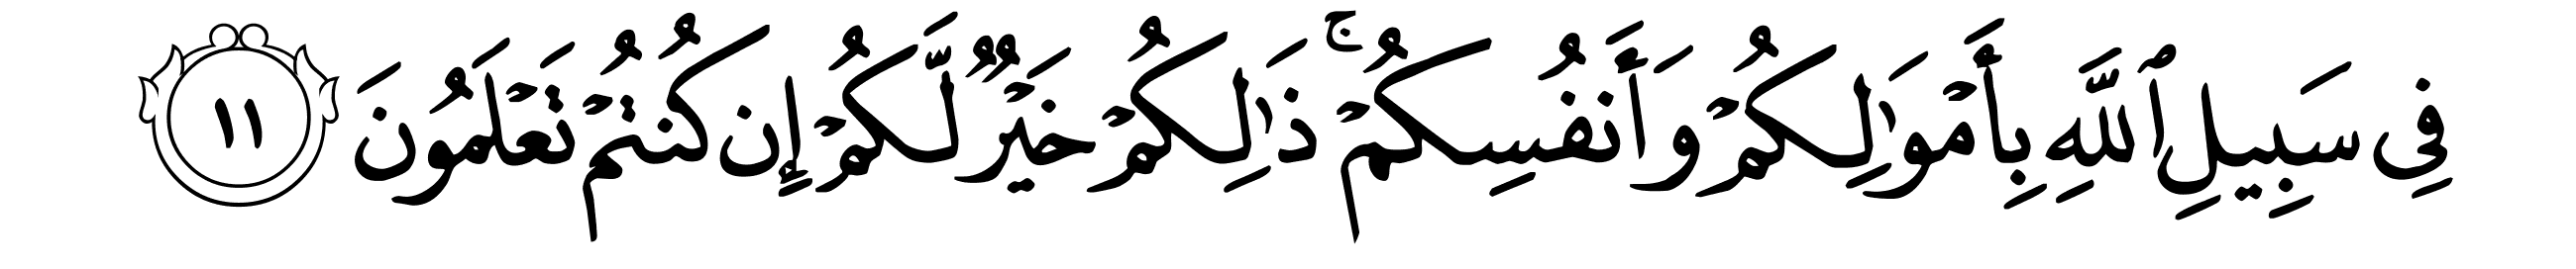 فِي سَبِيلِ ٱللَّهِ بِأَمْوَٰلِكُمْ وَأَنفُسِكُمْ ۚ ذَٰلِكُمْ خَيْرٌ لَّكُمْ إِن كُنتُمْ تَعْلَمُونَ ١١